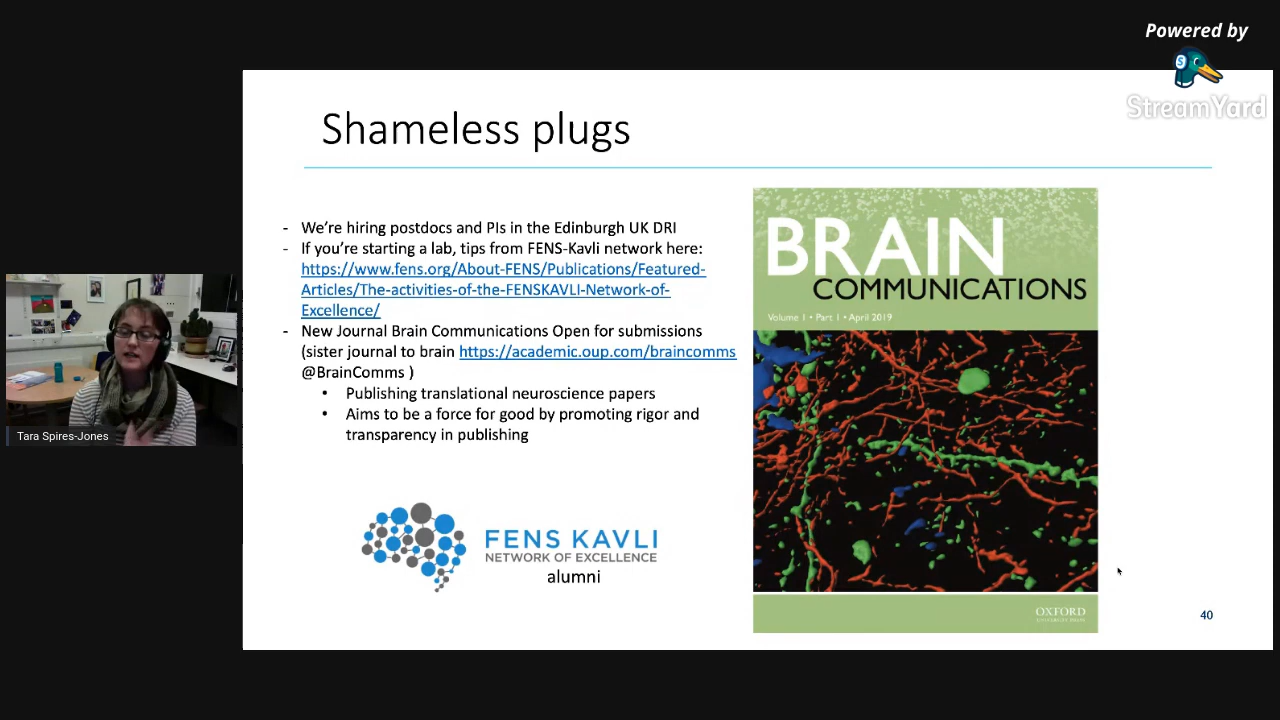 Powered by
StreamYard
Shameless plugs
- We’re hiring postdocs and PIs in the Edinburgh UK DRI
- If you’re starting a lab, tips from FENS-Kavli network here:
https://www.fens.org/About-FENS/Publications/Featured-
Articles/The-activities-of-the-FENSKAVLI-Network-of-
Excellence/
- New Journal Brain Communications Open for submissions
(sister journal to brain https://academic.oup.com/braincomms
@BrainComms )
• Publishing translational neuroscience papers
• Aims to be a force for good by promoting rigor and
transparency in publishing
FENS KAVLI
NETWORK OF EXCELLENCE
alumni
BRAIN
COMMUNICATIONS
Volume 1 • Part 1 • April 2019
OXFORD
UNIVERSITY PRESS
40
Tara Spires-Jones